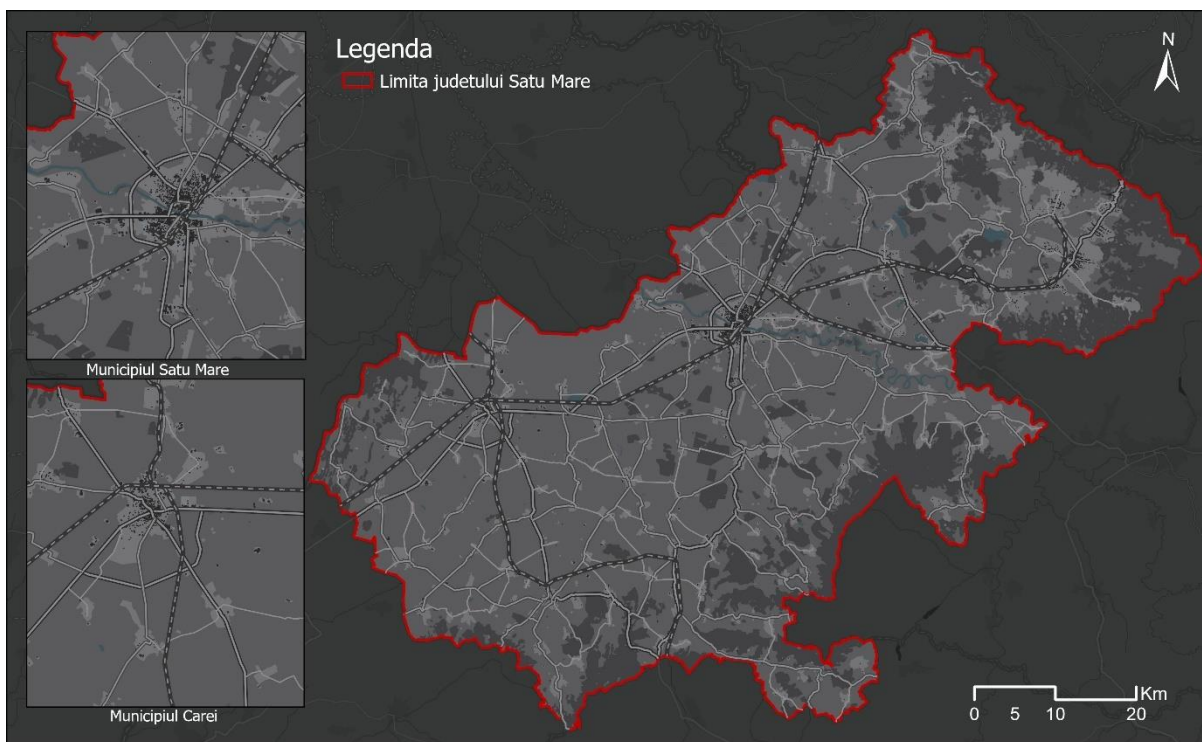 Legenda
Limita judetului Satu Mare
N
Municipiul Satu Mare
Municipiul Carei
Km
0 5 10 20